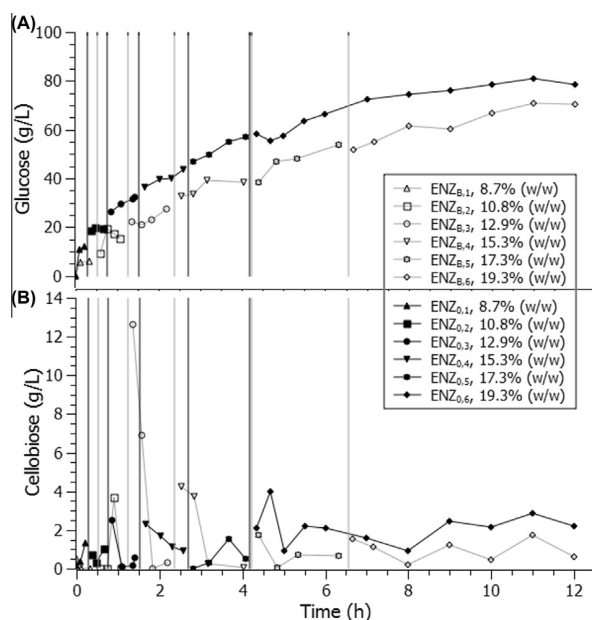 (A)
100
80
60
40
20
0
Glucose (g/L)
ENZB,1, 8.7% (w/w)
ENZB,2, 10.8% (w/w)
ENZB,3, 12.9% (w/w)
ENZB,4, 15.3% (w/w)
ENZB,5, 17.3% (w/w)
ENZB,6, 19.3% (w/w)
ENZ0,1, 8.7% (w/w)
ENZ0,2, 10.8% (w/w)
ENZ0,3, 12.9% (w/w)
ENZ0,4, 15.3% (w/w)
ENZ0,5, 17.3% (w/w)
ENZ0,6, 19.3% (w/w)
(B)
14
12
10
8
6
4
2
0
Cellobiose (g/L)
0 2 4 6 8 10 12
Time (h)